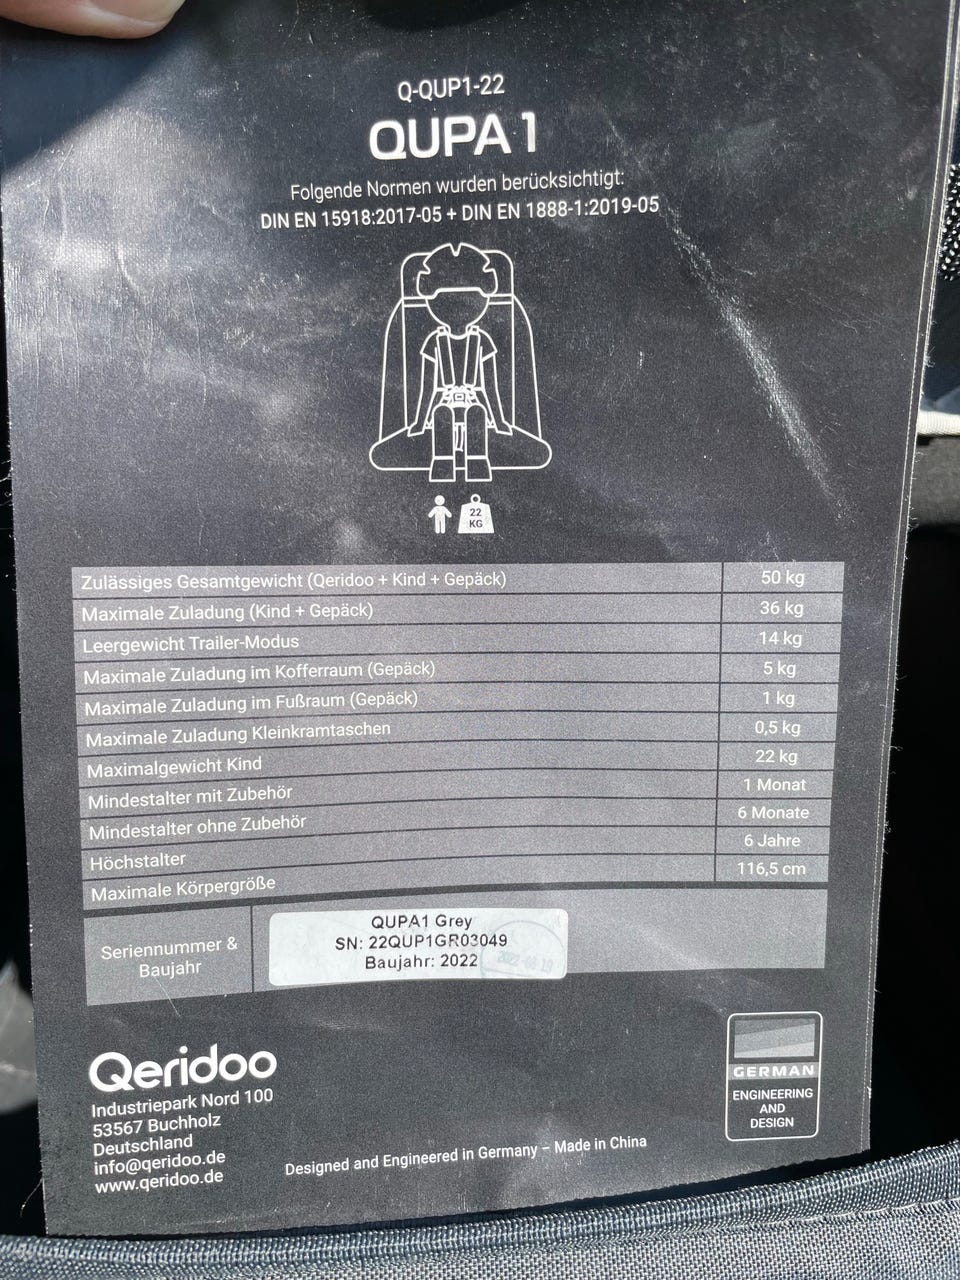 Q-QUP1-22
QUPA 1
Folgende Normen wurden berücksichtigt:
DIN EN 15918:2017-05 + DIN EN 1888-1:2019-05
22
KG
Zulässiges Gesamtgewicht (Qeridoo + Kind + Gepäck) 50 kg
Maximale Zuladung (Kind + Gepäck) 36 kg
Leergewicht Trailer-Modus 14 kg
Maximale Zuladung im Kofferraum (Gepäck) 5 kg
Maximale Zuladung im Fußraum (Gepäck) 1 kg
Maximale Zuladung Kleinkramtaschen 0,5 kg
Maximalgewicht Kind 22 kg
Mindestalter mit Zubehör 1 Monat
Mindestalter ohne Zubehör 6 Monate
Höchstalter 6 Jahre
Maximale Körpergröße 116,5 cm
Seriennummer &
Baujahr
QUPA1 Grey
SN: 22QUP1GR03049
Baujahr: 2022
Qeridoo
Industriepark Nord 100
53567 Buchholz
Deutschland
info@qeridoo.de
www.qeridoo.de
Designed and Engineered in Germany – Made in China
GERMAN
ENGINEERING
AND
DESIGN